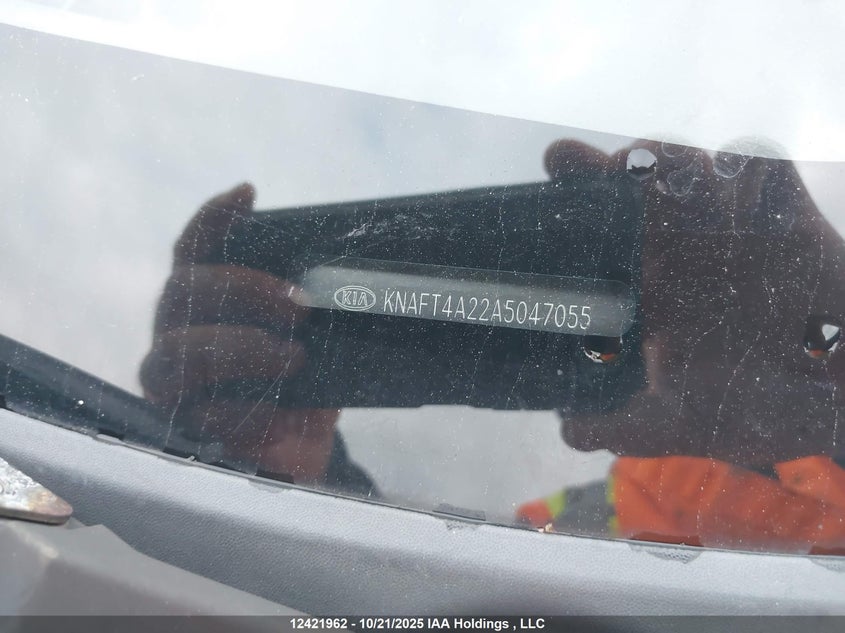 KIA KNAFT4A22A5047055
12421962 - 10/21/2025 IAA Holdings , LLC